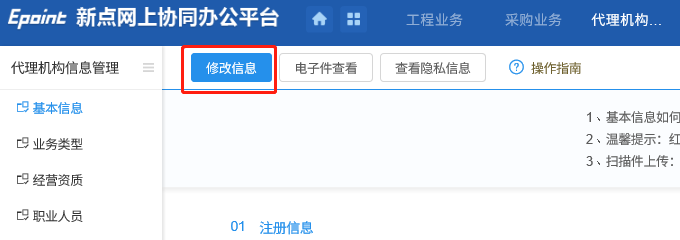 Epoint 新点网上协同办公平台 工程业务 采购业务 代理机构...
代理机构信息管理
修改信息 电子件查看 查看隐私信息 ? 操作指南
基本信息
业务类型
经营资质
职业人员
1、基本信息如何
2、温馨提示：红
3、扫描件上传：
01 注册信息